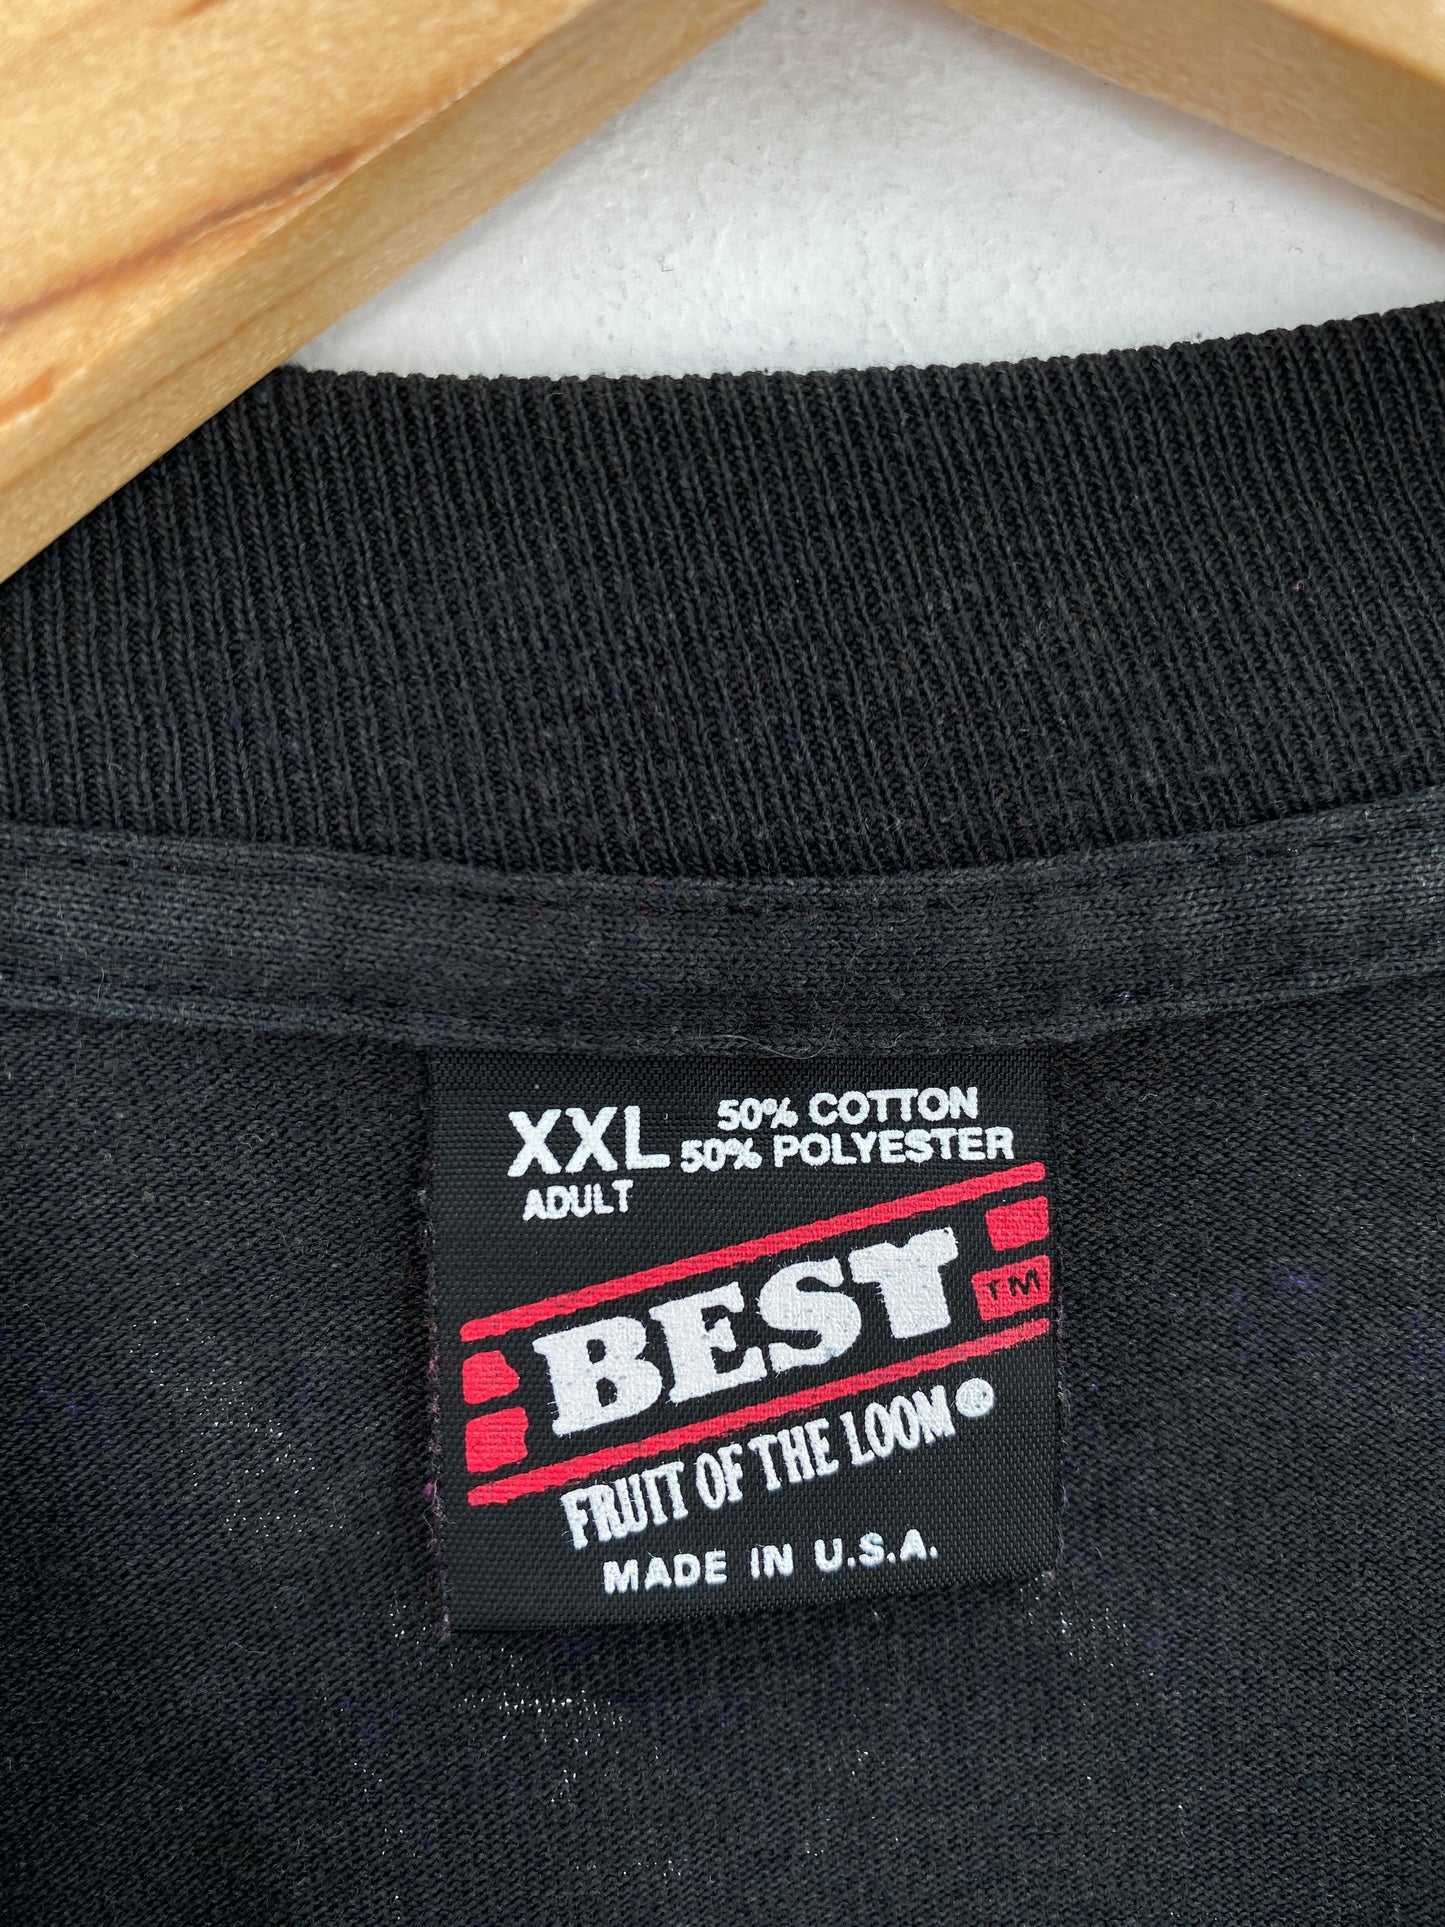 XXL 50% COTTON
50% POLYESTER
ADULT
BEST TM
FRUIT OF THE LOOM®
MADE IN U.S.A.